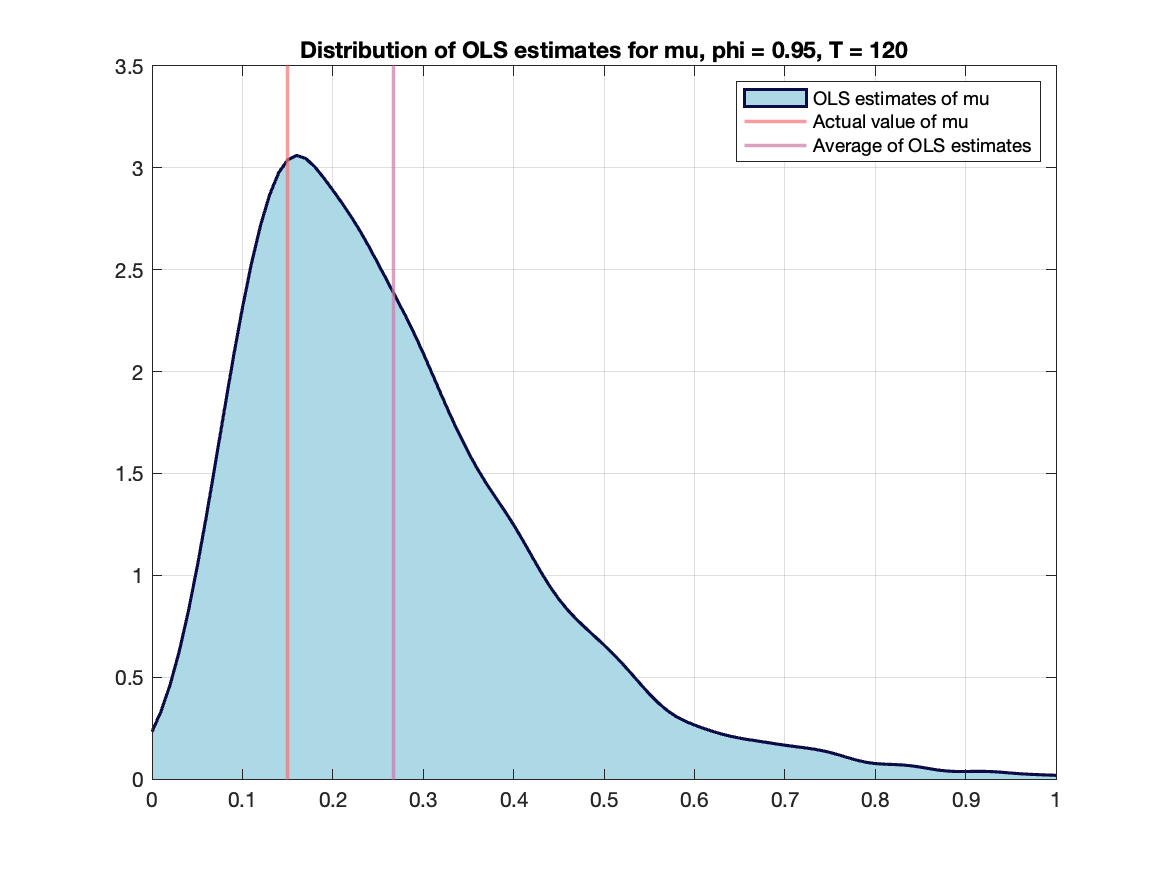 Distribution of OLS estimates for mu, phi = 0.95, T = 120
3.5
3
2.5
2
1.5
1
0.5
0
OLS estimates of mu
Actual value of mu
Average of OLS estimates
0 0.1 0.2 0.3 0.4 0.5 0.6 0.7 0.8 0.9 1